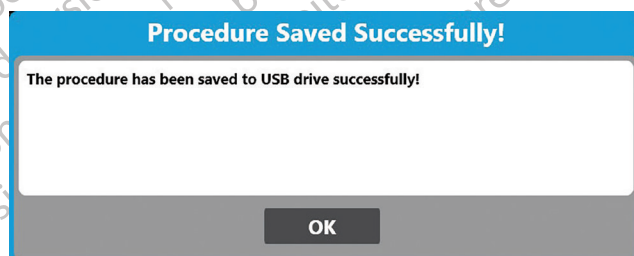 Procedure Saved Successfully!
The procedure has been saved to USB drive successfully!
OK